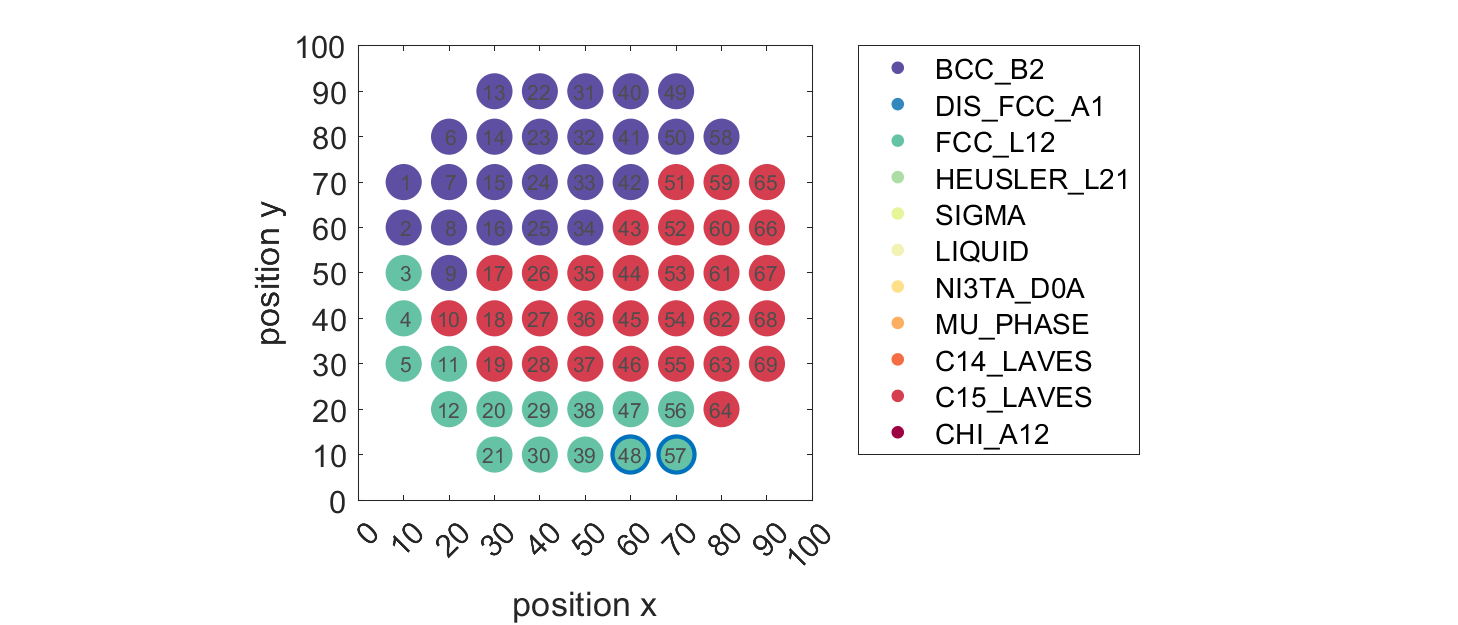 100
90 13 22 31 40 49
80 6 14 23 32 41 50 58
70 1 7 15 24 33 42 51 59 65
60 2 8 16 25 34 43 52 60 66
50 3 9 17 26 35 44 53 61 67
40 4 10 18 27 36 45 54 62 68
30 5 11 19 28 37 46 55 63 69
20 12 20 29 38 47 56 64
10 21 30 39 48 57
0
0 10 20 30 40 50 60 70 80 90 100
position x
position y
BCC_B2
DIS_FCC_A1
FCC_L12
HEUSLER_L21
SIGMA
LIQUID
NI3TA_D0A
MU_PHASE
C14_LAVES
C15_LAVES
CHI_A12